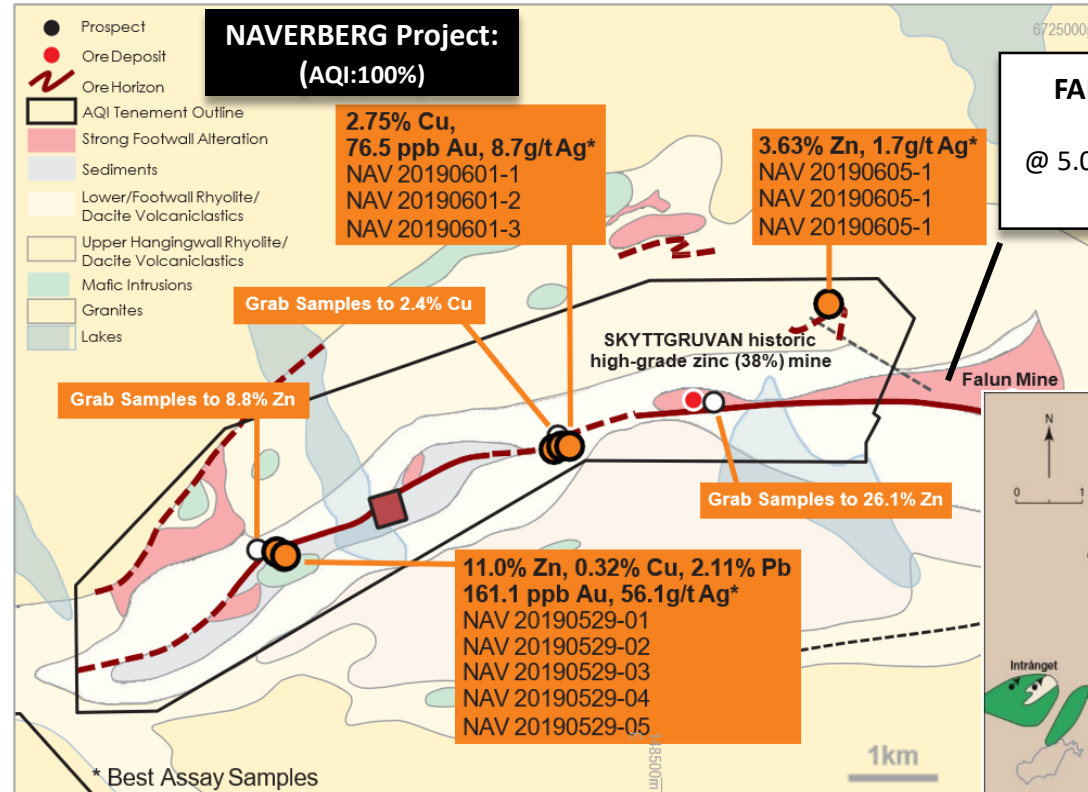 Prospect
Ore Deposit
Ore Horizon
AQI Tenement Outline
Strong Footwall Alteration
Sediments
Lower/Footwall Rhyolite/
Dacite Volcaniclastics
Upper Hangingwall Rhyolite/
Dacite Volcaniclastics
Mafic Intrusions
Granites
Lakes
NAVERBERG Project:
(AQI:100%)
6725000
FA
@ 5.0
2.75% Cu,
76.5 ppb Au, 8.7g/t Ag*
NAV 20190601-1
NAV 20190601-2
NAV 20190601-3
3.63% Zn, 1.7g/t Ag*
NAV 20190605-1
NAV 20190605-1
NAV 20190605-1
Grab Samples to 2.4% Cu
SKYTTGRUVAN historic
high-grade zinc (38%) mine
Falun Mine
Grab Samples to 8.8% Zn
Grab Samples to 26.1% Zn
11.0% Zn, 0.32% Cu, 2.11% Pb
161.1 ppb Au, 56.1g/t Ag*
NAV 20190529-01
NAV 20190529-02
NAV 20190529-03
NAV 20190529-04
NAV 20190529-05
N
0 1
Intrånget
148500m
1km
* Best Assay Samples